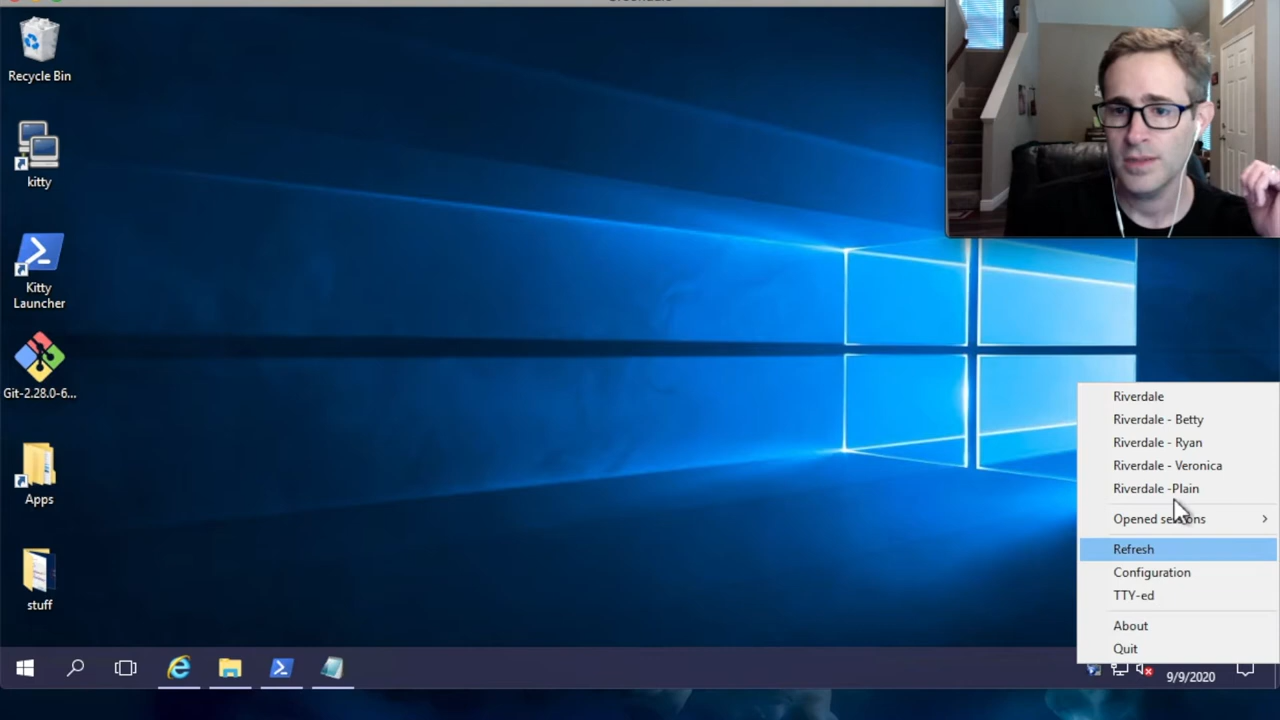 Recycle Bin
kitty
Kitty
Launcher
Git-2.28.0-6...
Apps
stuff
Riverdale
Riverdale - Betty
Riverdale - Ryan
Riverdale - Veronica
Riverdale -Plain
Opened
Refresh
Configuration
TTY-ed
About
Quit
9/9/2020